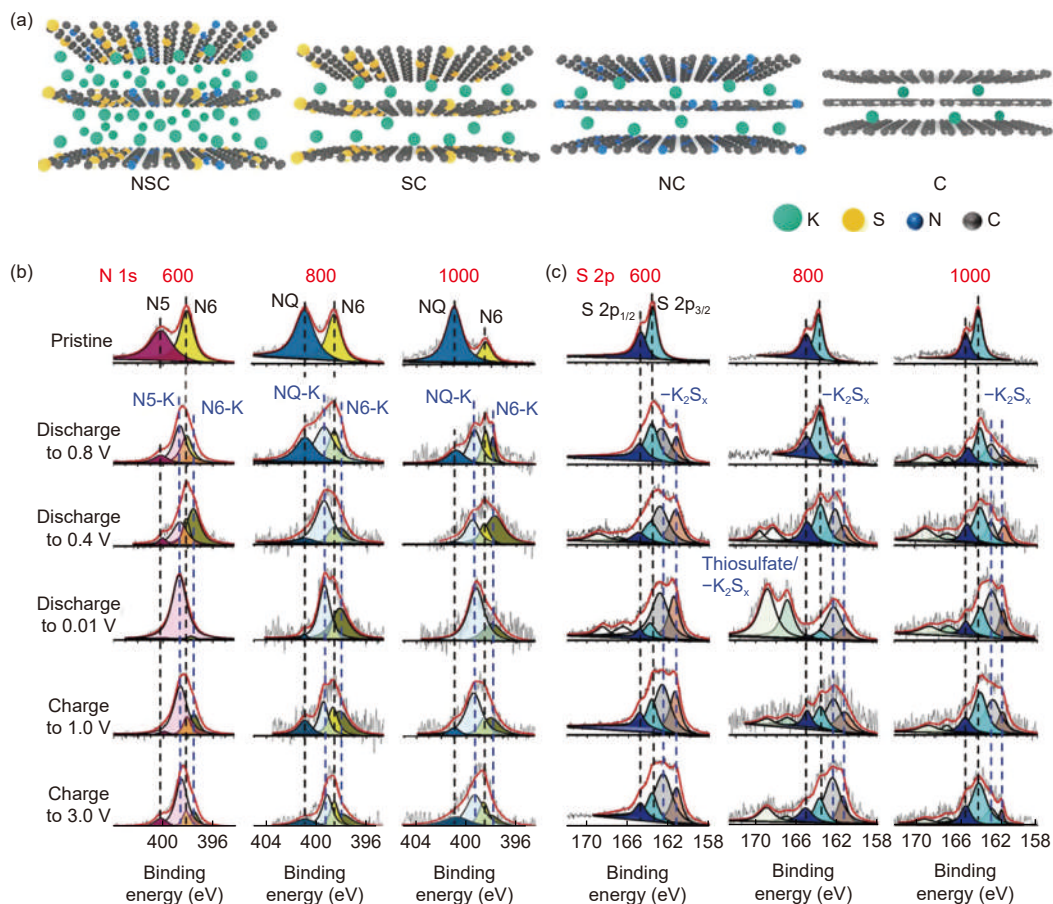 (a)
NSC SC NC C
K S N C
(b) N 1s 600 800 1000
N5 N6 NQ N6 NQ N6
Pristine
N5-K N6-K NQ-K N6-K NQ-K N6-K
Discharge
to 0.8 V
Discharge
to 0.4 V
Discharge
to 0.01 V
Charge
to 1.0 V
Charge
to 3.0 V
400 396 404 400 396 404 400 396
Binding Binding Binding
energy (eV) energy (eV) energy (eV)
(c) S 2p 600 800 1000
S 2p1/2 S 2p3/2
−K2Sx −K2Sx −K2Sx
Thiosulfate/
−K2Sx
170 166 162 158 170 166 162 158 170 166 162 158
Binding Binding Binding
energy (eV) energy (eV) energy (eV)